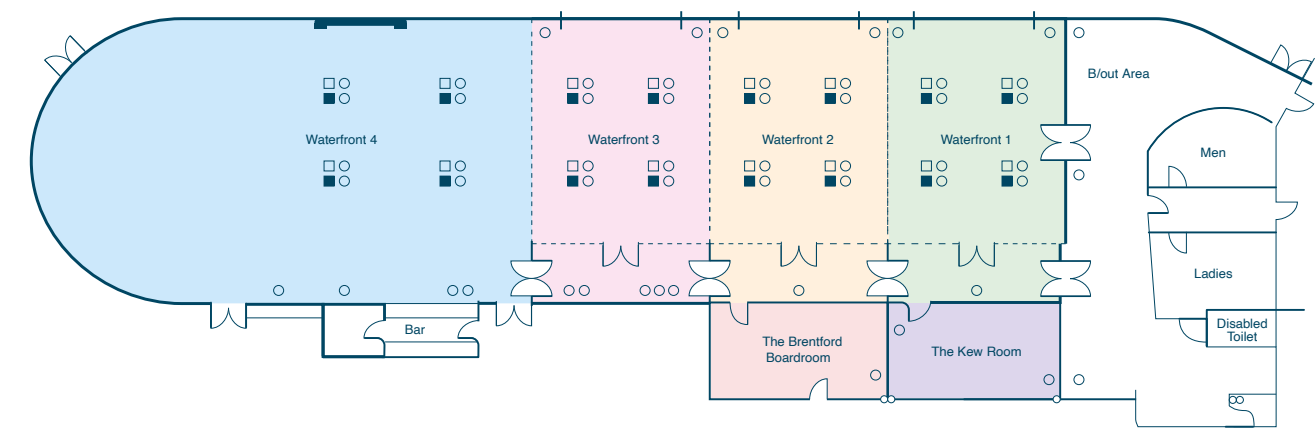 B/out Area
Waterfront 4
Waterfront 3
Waterfront 2
Waterfront 1
Men
Ladies
Bar
The Brentford
Boardroom
The Kew Room
Disabled
Toilet